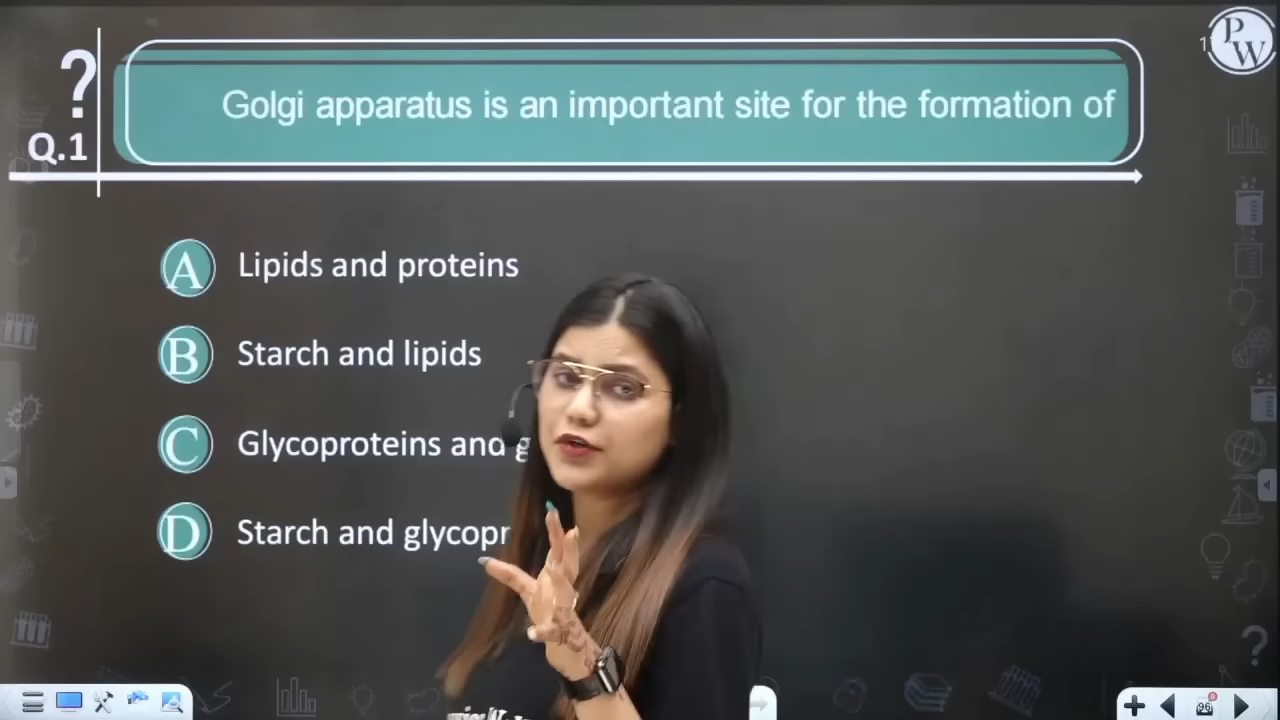 ?
Q.1
Golgi apparatus is an important site for the formation of
PW
A Lipids and proteins
B Starch and lipids
C Glycoproteins and g
D Starch and glycopr
96
?